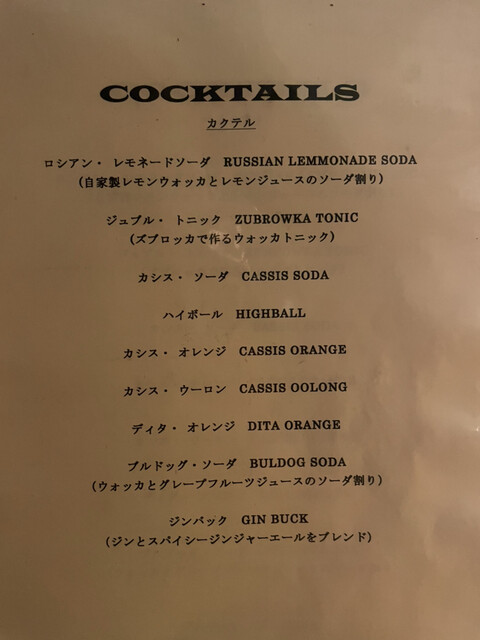 COCKTAILS
カクテル
ロシアン・ レモネードソーダ RUSSIAN LEMMONADE SODA
(自家製レモンウォッカとレモンジュースのソーダ割り)
ジュブル・ トニック ZUBROWKA TONIC
(ズブロッカで作るウォッカトニック)
カシス・ ソーダ CASSIS SODA
ハイボール HIGHBALL
カシス・ オレンジ CASSIS ORANGE
カシス・ ウーロン CASSIS OOLONG
ディタ・ オレンジ DITA ORANGE
ブルドッグ・ソーダ BULDOG SODA
(ウォッカとグレープフルーツジュースのソーダ割り)
ジンバック GIN BUCK
(ジンとスパイシージンジャーエールをブレンド)